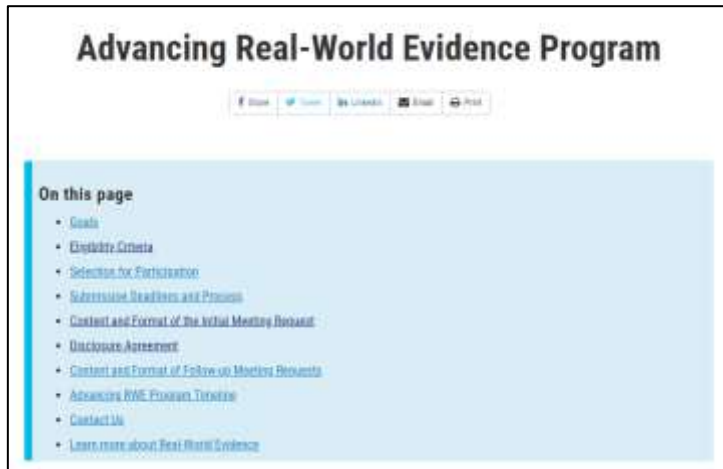 Advancing Real-World Evidence Program
Share Tweet Linkedin Email Print
On this page
Goals
Eligibility Criteria
Selection for Participation
Submission Deadlines and Process
Content and Format of the Initial Meeting Request
Disclosure Agreement
Content and Format of Follow-up Meeting Requests
Advancing RWE Program Timeline
Contact Us
Learn more about Real-World Evidence